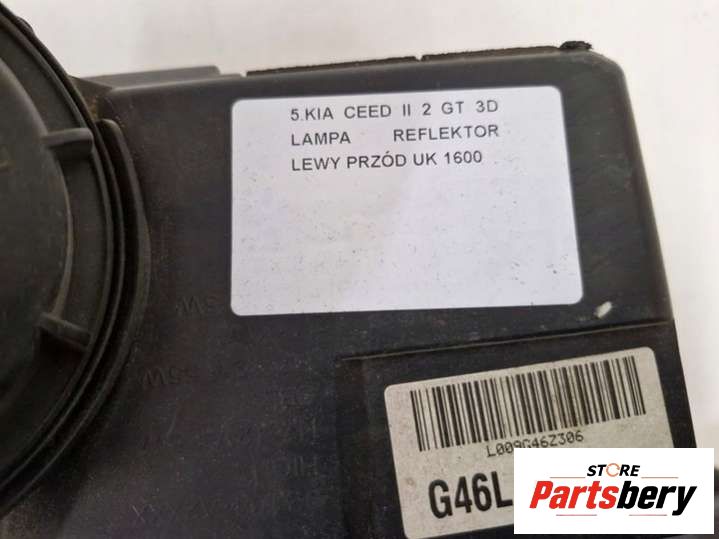 5.KIA CEED II 2 GT 3D
LAMPA REFLEKTOR
LEWY PRZÓD UK 1600
L009G46Z306
G46L
STORE
Partsbery